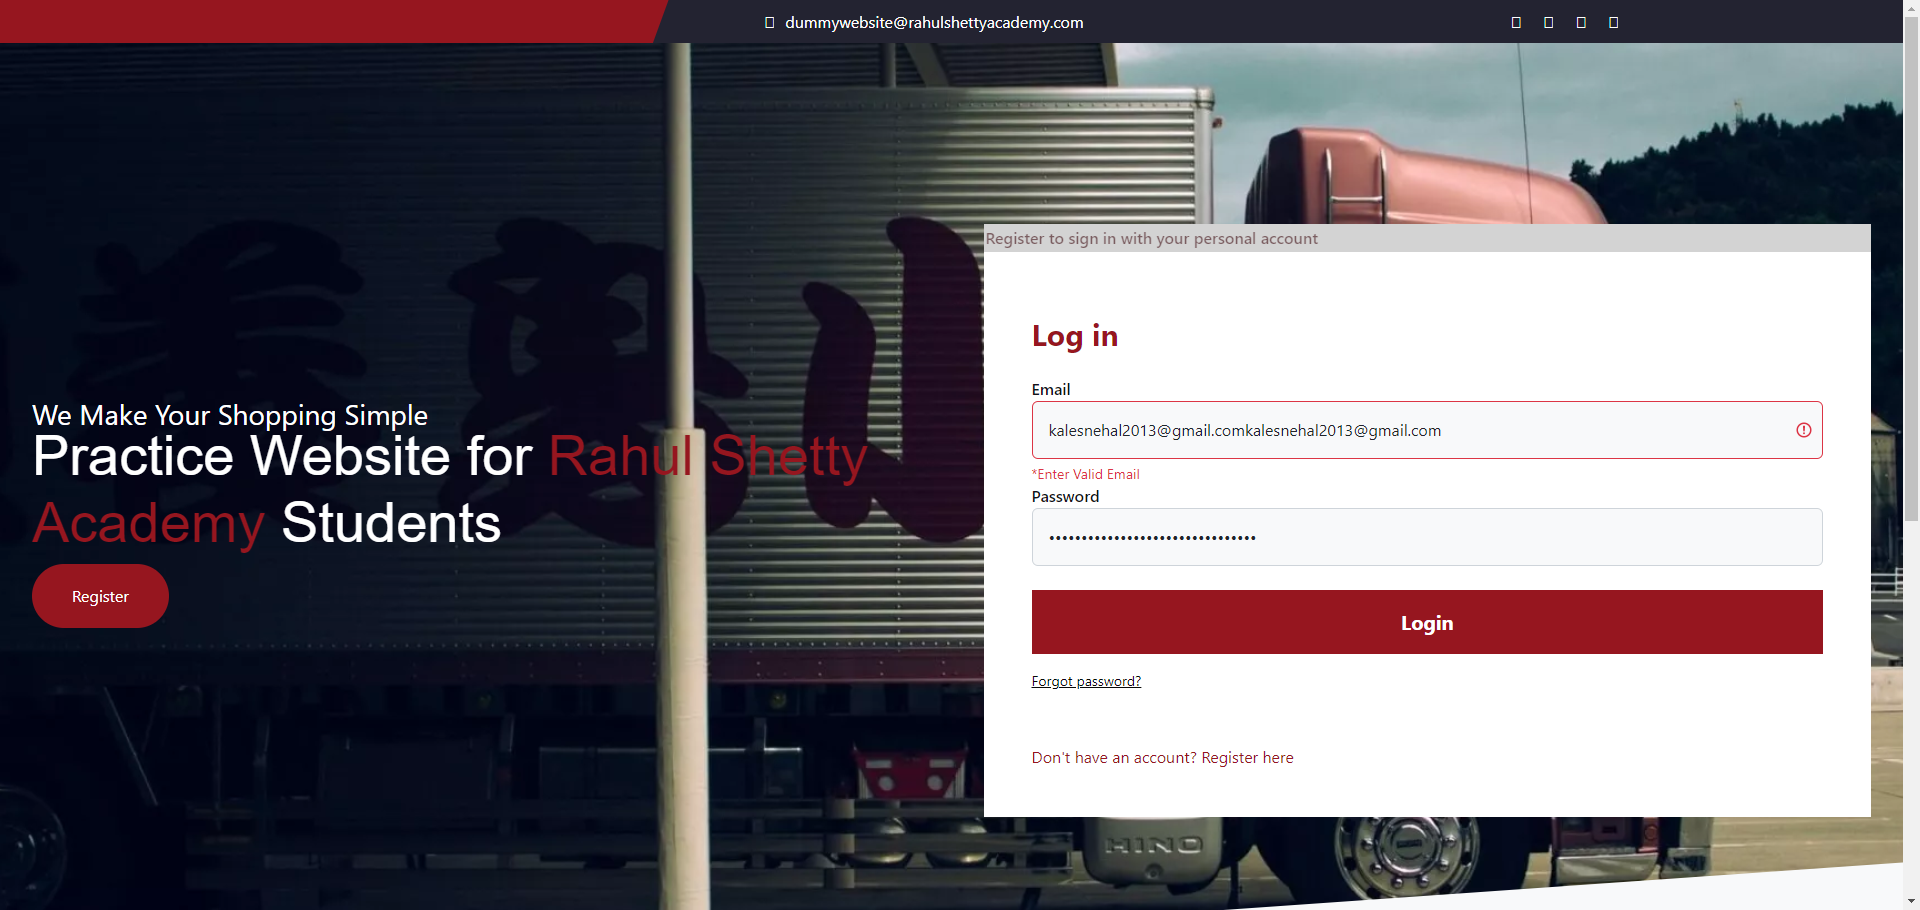 dummywebsite@rahulshettyacademy.com
We Make Your Shopping Simple
Practice Website for Rahul Shetty
Academy Students
Register
Register to sign in with your personal account
Log in
Email
kalesnehal2013@gmail.comkalesnehal2013@gmail.com
*Enter Valid Email
Password
Login
Forgot password?
Don't have an account? Register here
HINO